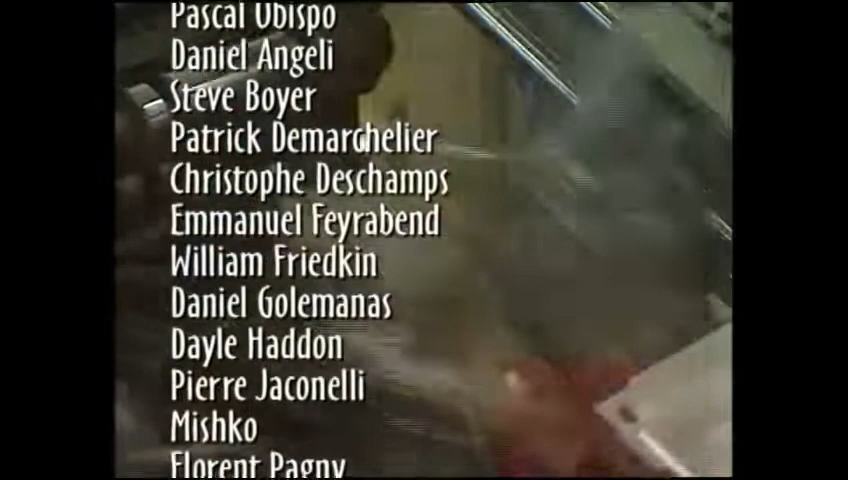 Pascal Obispo
Daniel Angeli
Steve Boyer
Patrick Demarchelier
Christophe Deschamps
Emmanuel Feyrabend
William Friedkin
Daniel Golemanas
Dayle Haddon
Pierre Jaconelli
Mishko
Florent Pagny